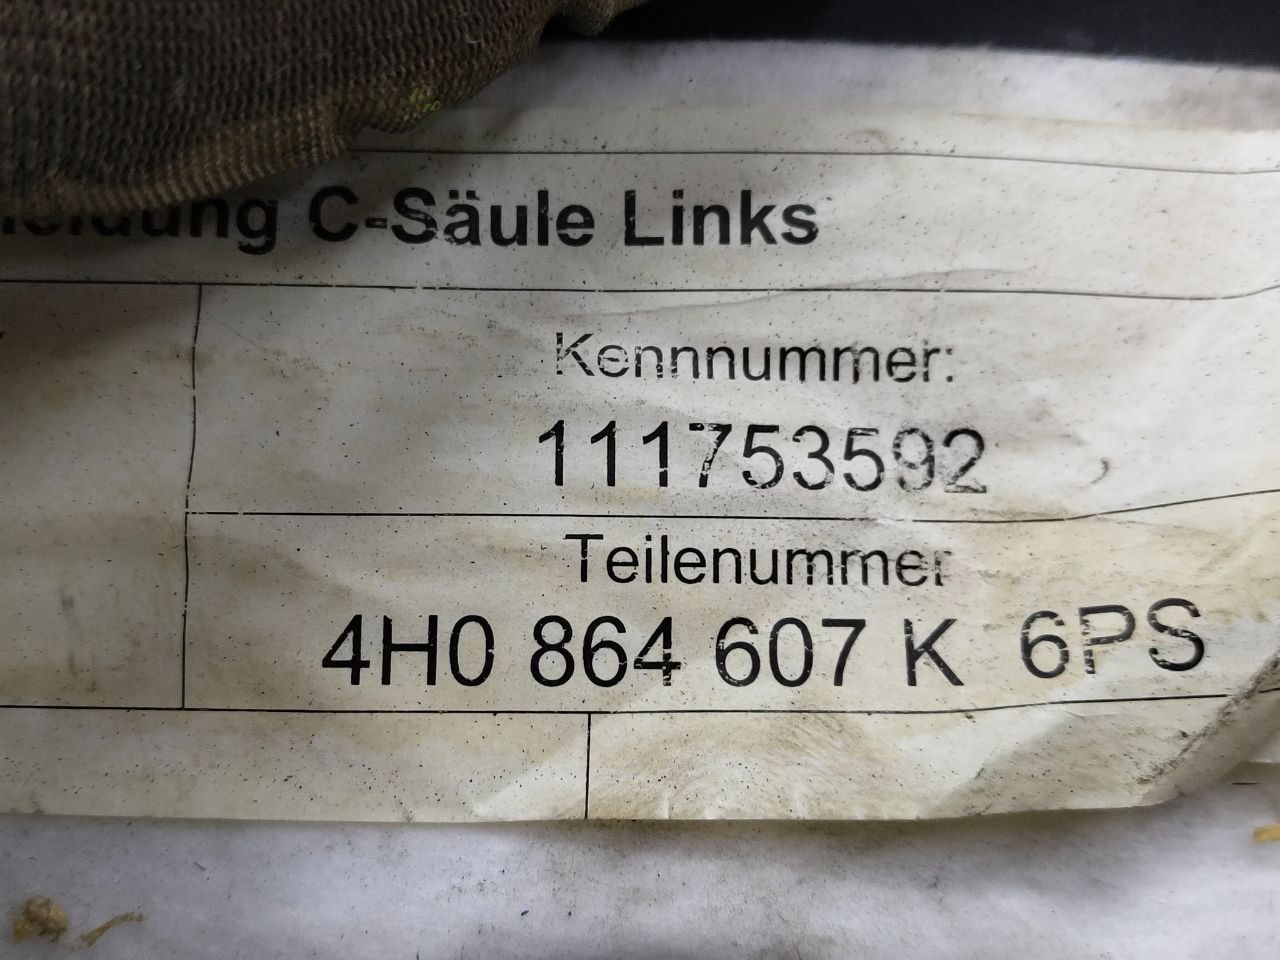 C-Säule Links
Kennnummer:
111753592
Teilenummer
4H0 864 607 K 6PS